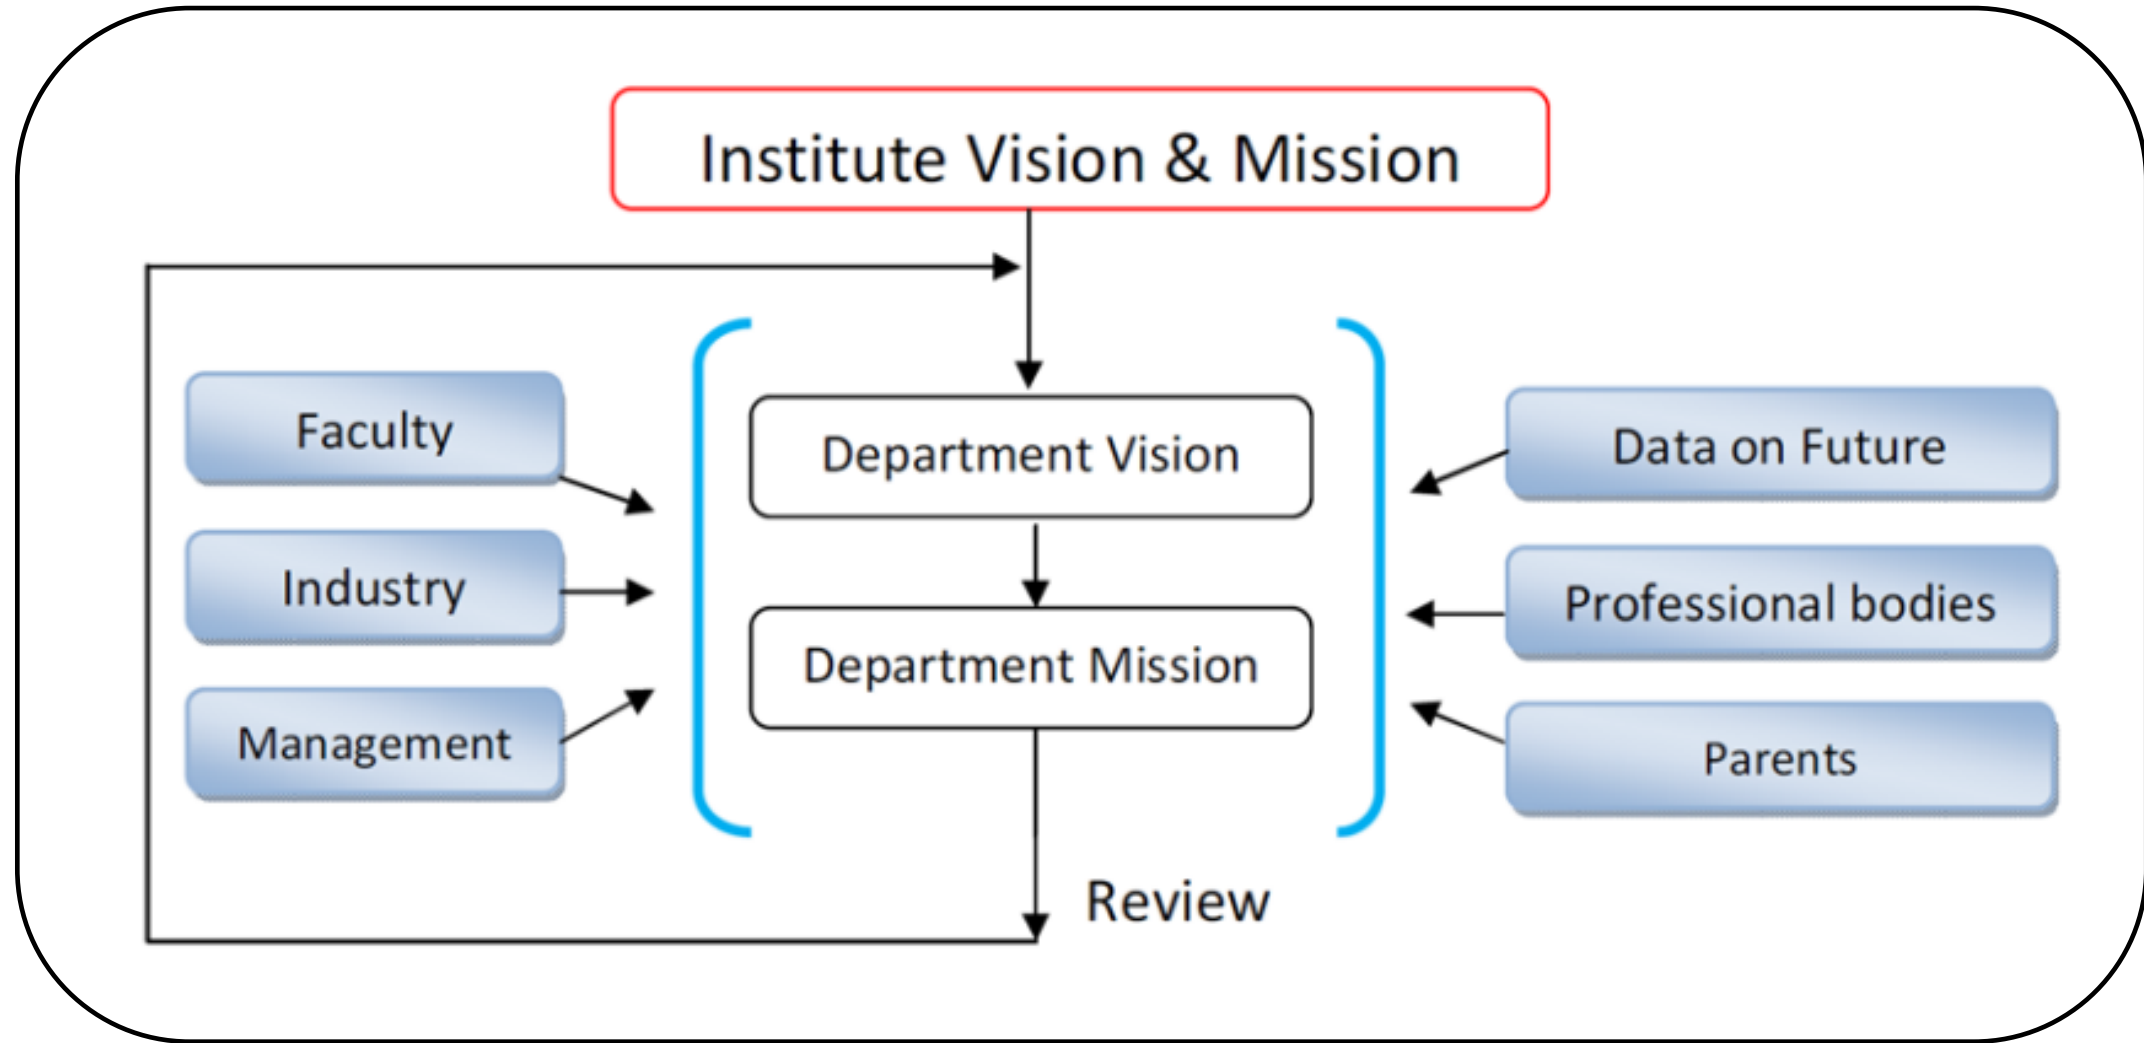 Institute Vision & Mission
Faculty
Industry
Management
Department Vision
Department Mission
Data on Future
Professional bodies
Parents
Review